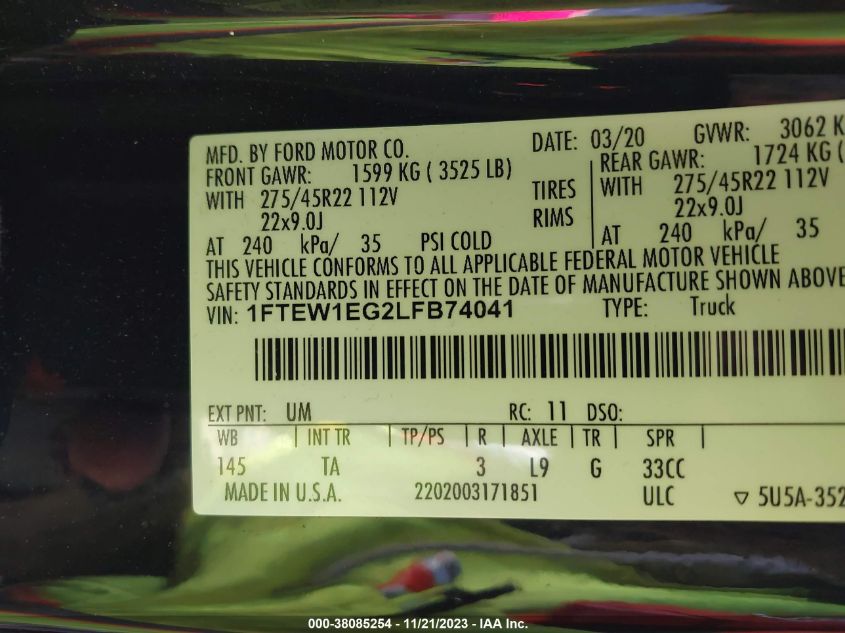 MFD. BY FORD MOTOR CO. DATE: 03/20 GVWR: 3062 K
FRONT GAWR: 1599 KG ( 3525 LB) REAR GAWR: 1724 KG (
WITH 275/45R22 112V TIRES WITH 275/45R22 112V
22x9.0J RIMS 22x9.0J
AT 240 kPa/ 35 PSI COLD AT 240 kPa/ 35
THIS VEHICLE CONFORMS TO ALL APPLICABLE FEDERAL MOTOR VEHICLE
SAFETY STANDARDS IN EFFECT ON THE DATE OF MANUFACTURE SHOWN ABOVE
VIN: 1FTEW1EG2LFB74041 TYPE: Truck
EXT PNT: UM RC: 11 DSO:
WB | INT TR | TP/PS | R | AXLE | TR | SPR |
145 TA 3 L9 G 33CC
MADE IN U.S.A. 2202003171851 ULC ▽ 5U5A-352
000-38085254 - 11/21/2023 - IAA Inc.